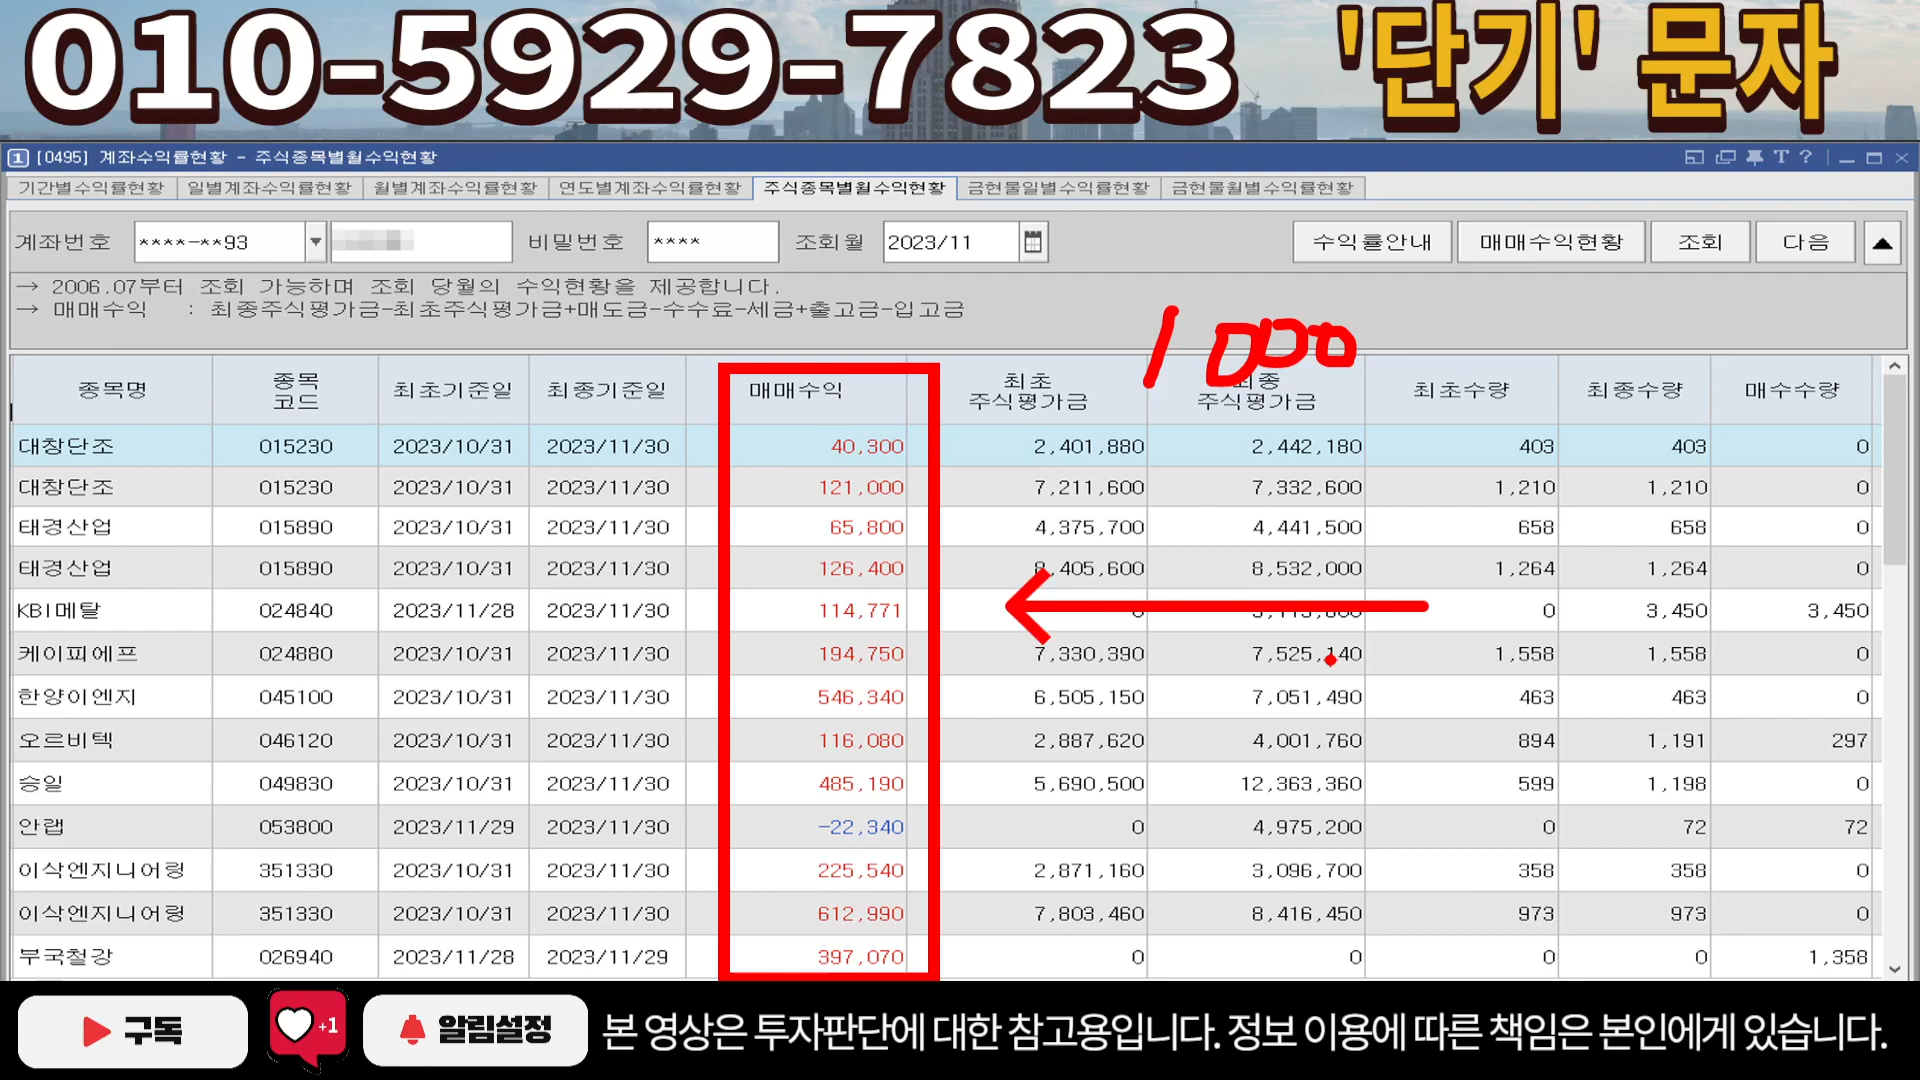 010-5929-7823 '단기' 문자
1 [0495] 계좌수익률현황 - 주식종목별월수익현황 T ?
기간별수익률현황 일별계좌수익률현황 월별계좌수익률현황 연도별계좌수익률현황 주식종목별월수익현황 금현물일별수익률현황 금현물월별수익률현황
계좌번호 ****-**93 비밀번호 **** 조회월 2023/11 수익률안내 매매수익현황 조회 다음
→ 2006.07부터 조회 가능하며 조회 당월의 수익현황을 제공합니다.
→ 매매수익 : 최종주식평가금-최초주식평가금+매도금-수수료-세금+출고금-입고금
1 0000
종목명 종목코드 최초기준일 최종기준일 매매수익 최초주식평가금 최종주식평가금 최초수량 최종수량 매수수량
대창단조 015230 2023/10/31 2023/11/30 40,300 2,401,880 2,442,180 403 403 0
대창단조 015230 2023/10/31 2023/11/30 121,000 7,211,600 7,332,600 1,210 1,210 0
태경산업 015890 2023/10/31 2023/11/30 65,800 4,375,700 4,441,500 658 658 0
태경산업 015890 2023/10/31 2023/11/30 126,400 8,405,600 8,532,000 1,264 1,264 0
KBI메탈 024840 2023/11/28 2023/11/30 114,771 0 0 3,450 3,450
케이피에프 024880 2023/10/31 2023/11/30 194,750 7,330,390 7,525,140 1,558 1,558 0
한양이엔지 045100 2023/10/31 2023/11/30 546,340 6,505,150 7,051,490 463 463 0
오르비텍 046120 2023/10/31 2023/11/30 116,080 2,887,620 4,001,760 894 1,191 297
승일 049830 2023/10/31 2023/11/30 485,190 5,690,500 12,363,360 599 1,198 0
안랩 053800 2023/11/29 2023/11/30 -22,340 0 4,975,200 0 72 72
이삭엔지니어링 351330 2023/10/31 2023/11/30 225,540 2,871,160 3,096,700 358 358 0
이삭엔지니어링 351330 2023/10/31 2023/11/30 612,990 7,803,460 8,416,450 973 973 0
부국철강 026940 2023/11/28 2023/11/29 397,070 0 0 0 0 1,358
구독 +1 알림설정 본 영상은 투자판단에 대한 참고용입니다. 정보 이용에 따른 책임은 본인에게 있습니다.